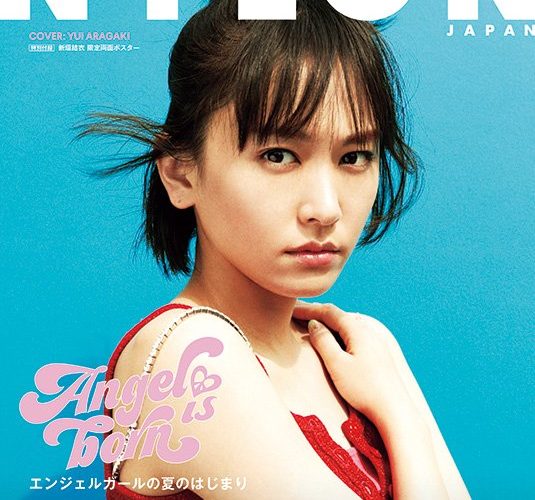 NYLON
JAPAN
COVER: YUI ARAGAKI
特別付録 新垣結衣 限定両面ポスター
Angel
is
born
エンジェルガールの夏のはじまり